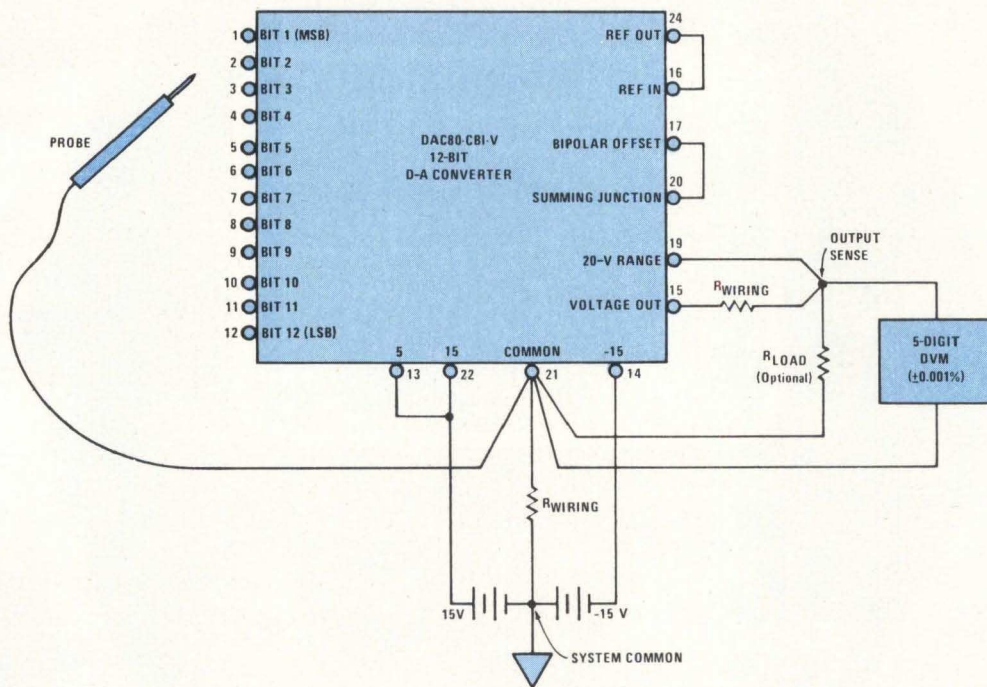 1 BIT 1 (MSB)
2 BIT 2
3 BIT 3
4 BIT 4
5 BIT 5
6 BIT 6
7 BIT 7
8 BIT 8
9 BIT 9
10 BIT 10
11 BIT 11
12 BIT 12 (LSB)
PROBE
DAC80-CBI-V
12-BIT
D-A CONVERTER
24
REF OUT
16
REF IN
17
BIPOLAR OFFSET
20
SUMMING JUNCTION
19
20-V RANGE
15
VOLTAGE OUT
RWIRING
OUTPUT
SENSE
RLOAD
(Optional)
5-DIGIT
DVM
(±0.001%)
5
13
15
22
COMMON
21
-15
14
RWIRING
15V
-15 V
SYSTEM COMMON